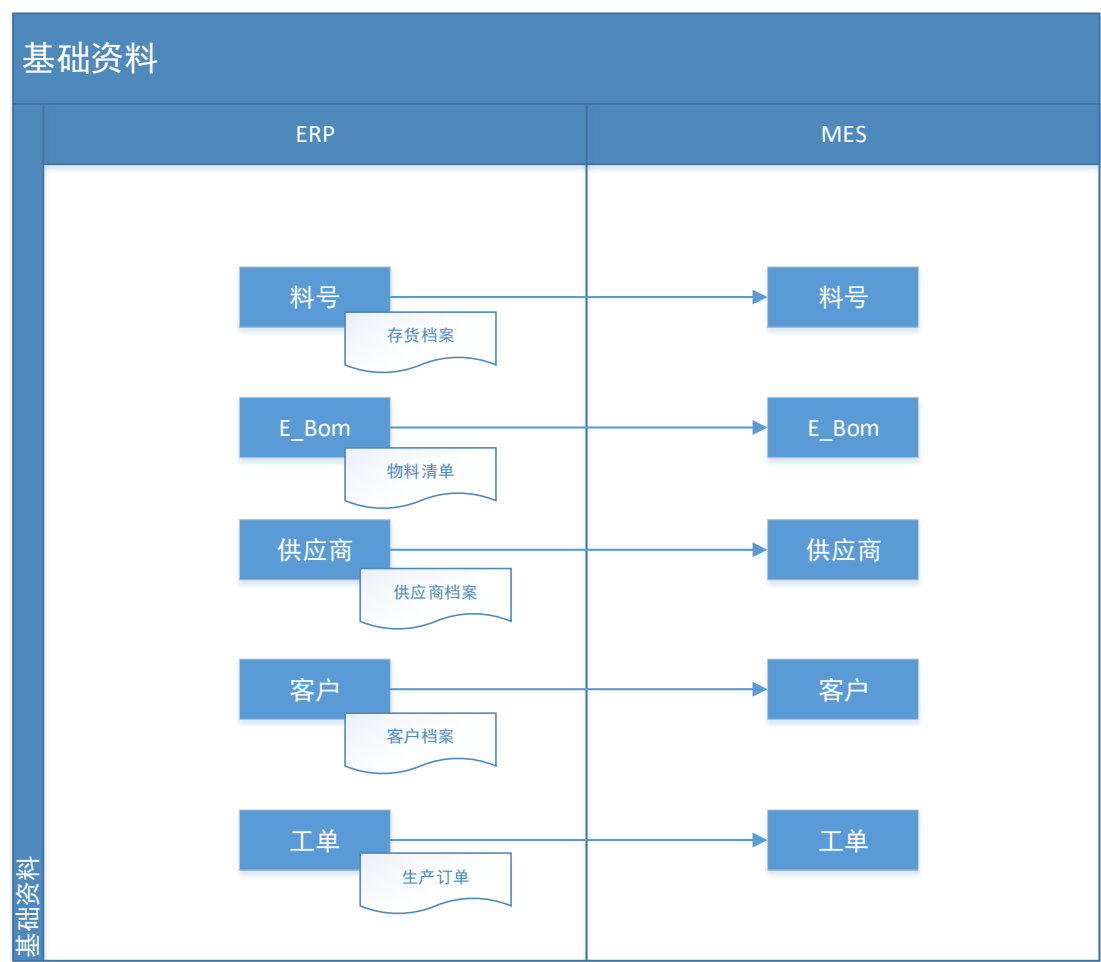 基础资料
ERP
MES
料号
料号
存货档案
E_Bom
E_Bom
物料清单
供应商
供应商
供应商档案
客户
客户
客户档案
工单
工单
生产订单
基础资料